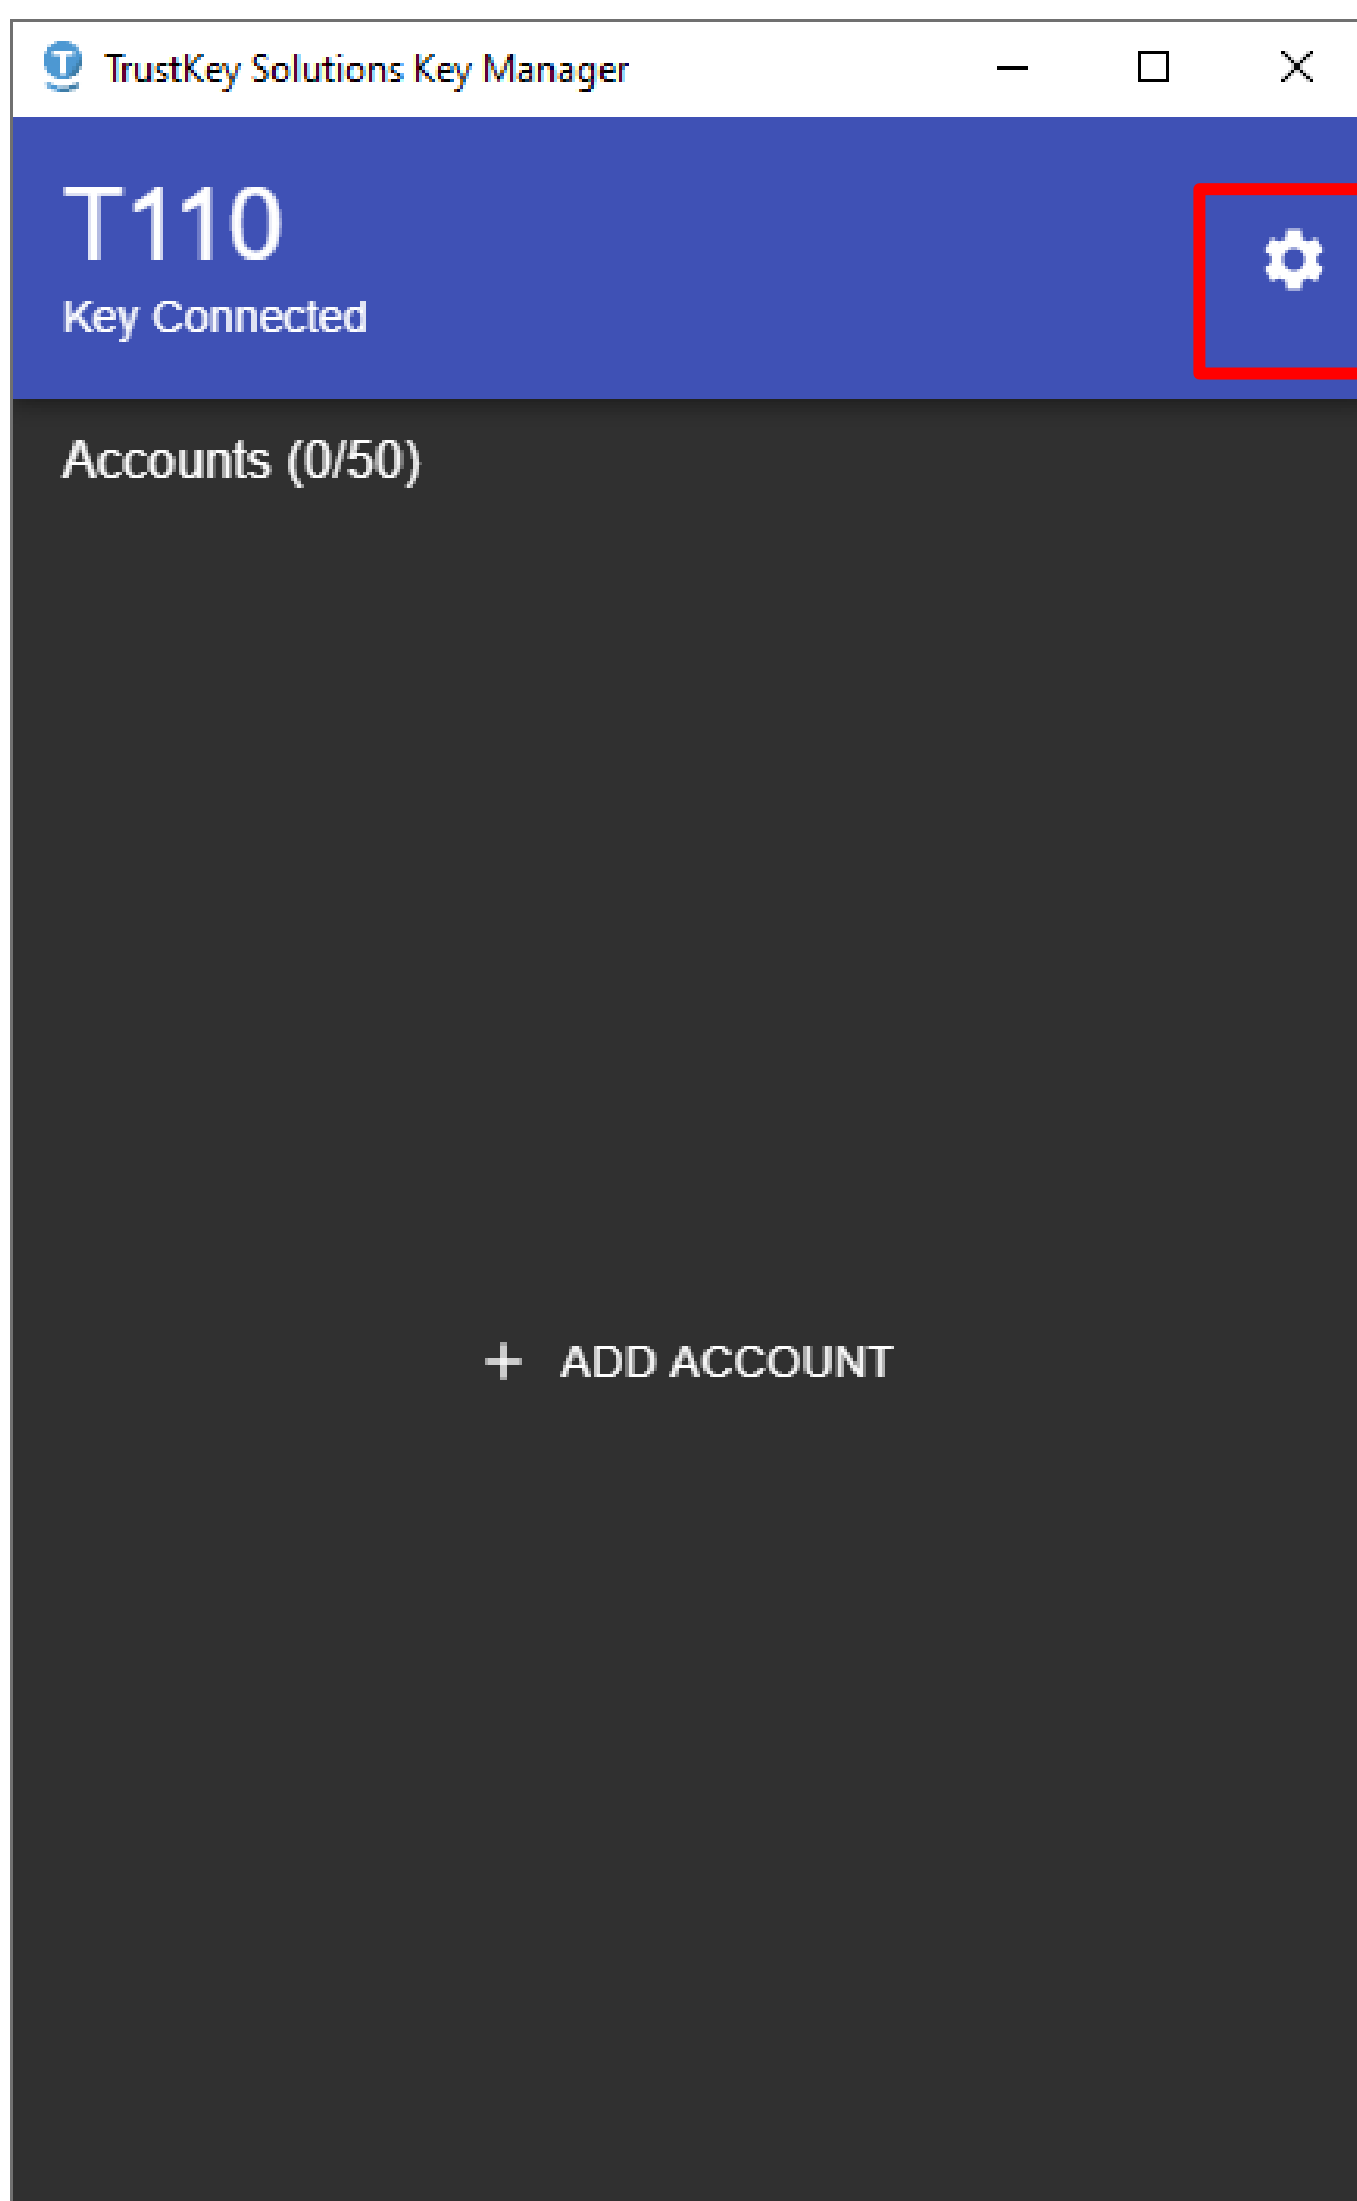 TrustKey Solutions Key Manager
T110
Key Connected
Accounts (0/50)
+ ADD ACCOUNT